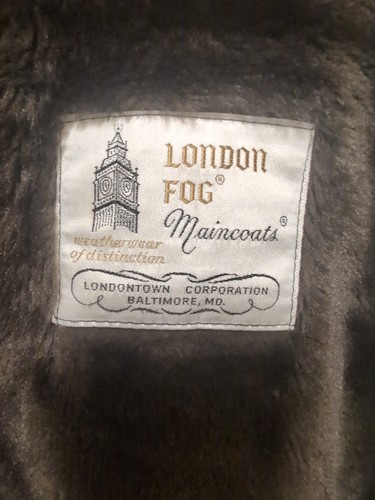 LONDON
FOG®
Maincoats®
weatherwear
of distinction
LONDONTOWN CORPORATION
BALTIMORE, MD.